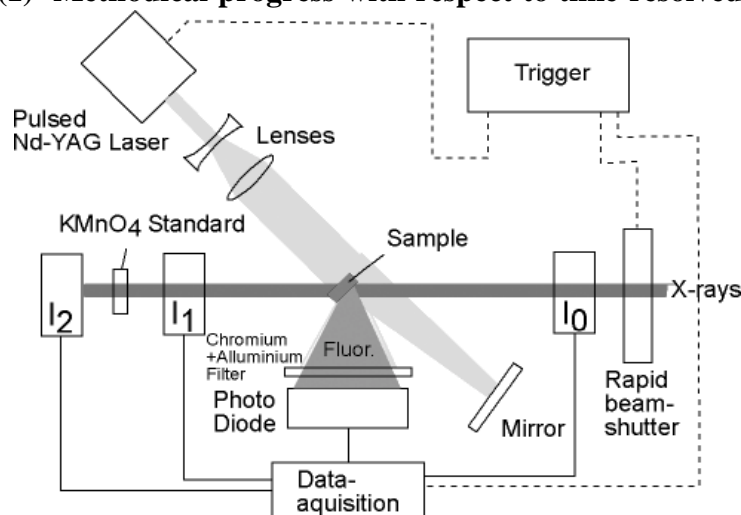 (2) Methodical progress with respect to time-resolved
Trigger
Pulsed
Nd-YAG Laser
Lenses
KMnO4 Standard
Sample
X-rays
I2
I1
I0
Chromium
+Alluminium
Filter
Fluor.
Photo
Diode
Mirror
Rapid
beam-
shutter
Data-
aquisition